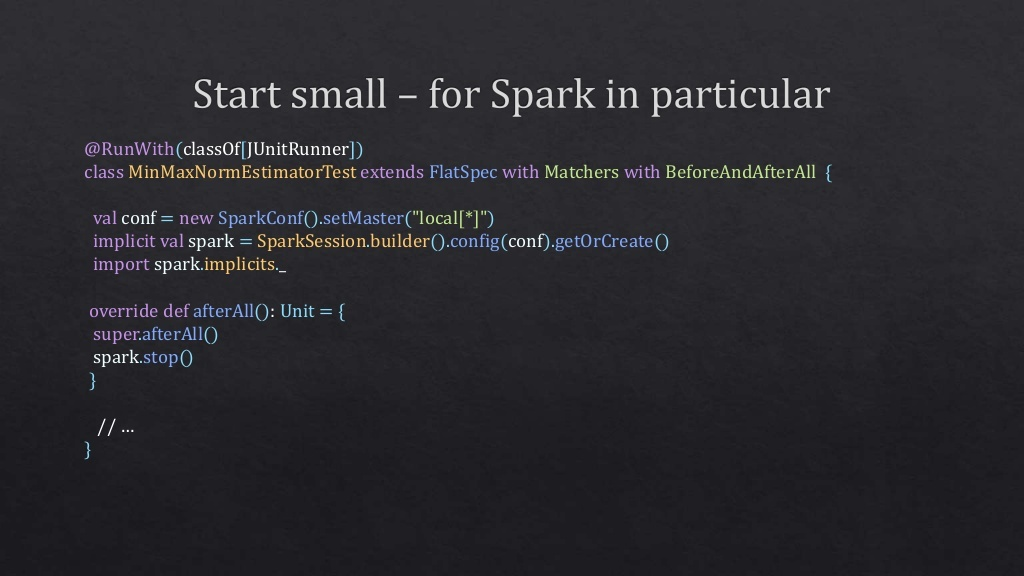 Start small – for Spark in particular
@RunWith(classOf[JUnitRunner])
class MinMaxNormEstimatorTest extends FlatSpec with Matchers with BeforeAndAfterAll {
val conf = new SparkConf().setMaster("local[*]")
implicit val spark = SparkSession.builder().config(conf).getOrCreate()
import spark.implicits._
override def afterAll(): Unit = {
super.afterAll()
spark.stop()
}
// ...
}